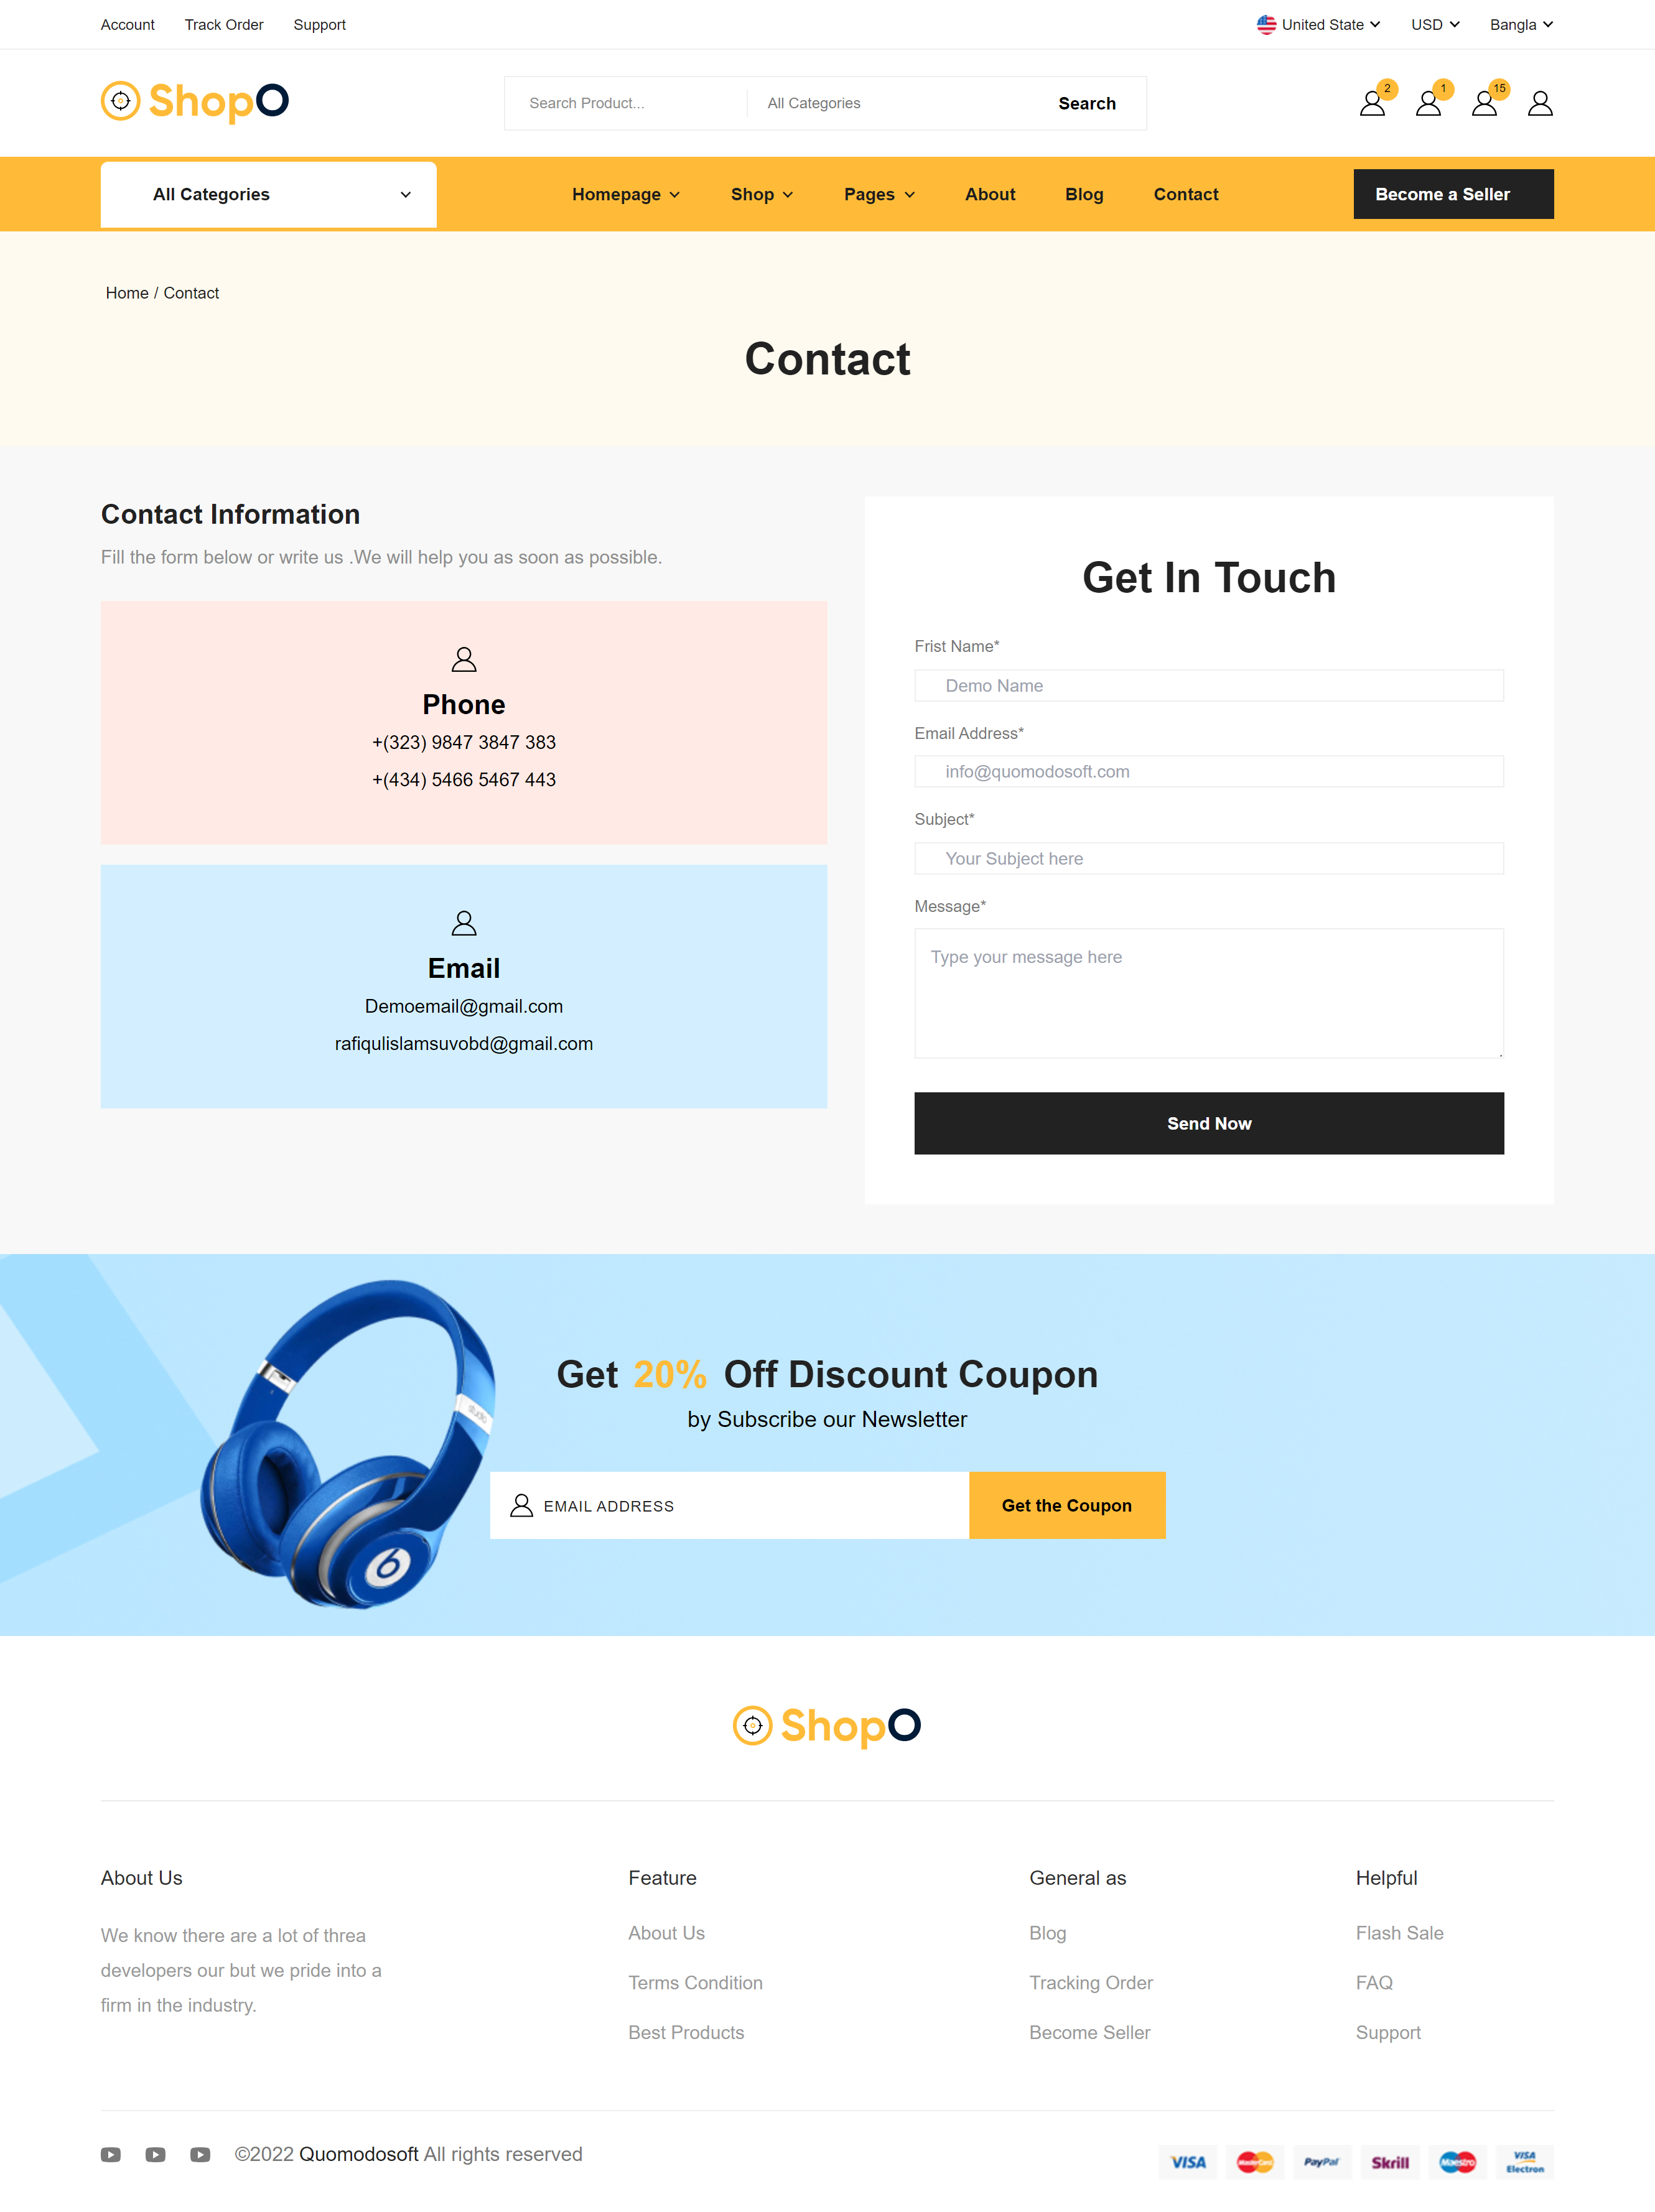 Account Track Order Support United State USD Bangla
ShopO Search Product... All Categories Search 2 1 15
All Categories Homepage Shop Pages About Blog Contact Become a Seller
Home / Contact
Contact
Contact Information
Fill the form below or write us .We will help you as soon as possible.
Phone
+(323) 9847 3847 383
+(434) 5466 5467 443
Email
Demoemail@gmail.com
rafiqulislamsuvobd@gmail.com
Get In Touch
Frist Name*
Demo Name
Email Address*
info@quomodosoft.com
Subject*
Your Subject here
Message*
Type your message here
Send Now
studio
Get 20% Off Discount Coupon
by Subscribe our Newsletter
EMAIL ADDRESS Get the Coupon
ShopO
About Us
We know there are a lot of threa
developers our but we pride into a
firm in the industry.
Feature
About Us
Terms Condition
Best Products
General as
Blog
Tracking Order
Become Seller
Helpful
Flash Sale
FAQ
Support
©2022 Quomodosoft All rights reserved
VISA MasterCard PayPal Skrill Maestro VISA Electron